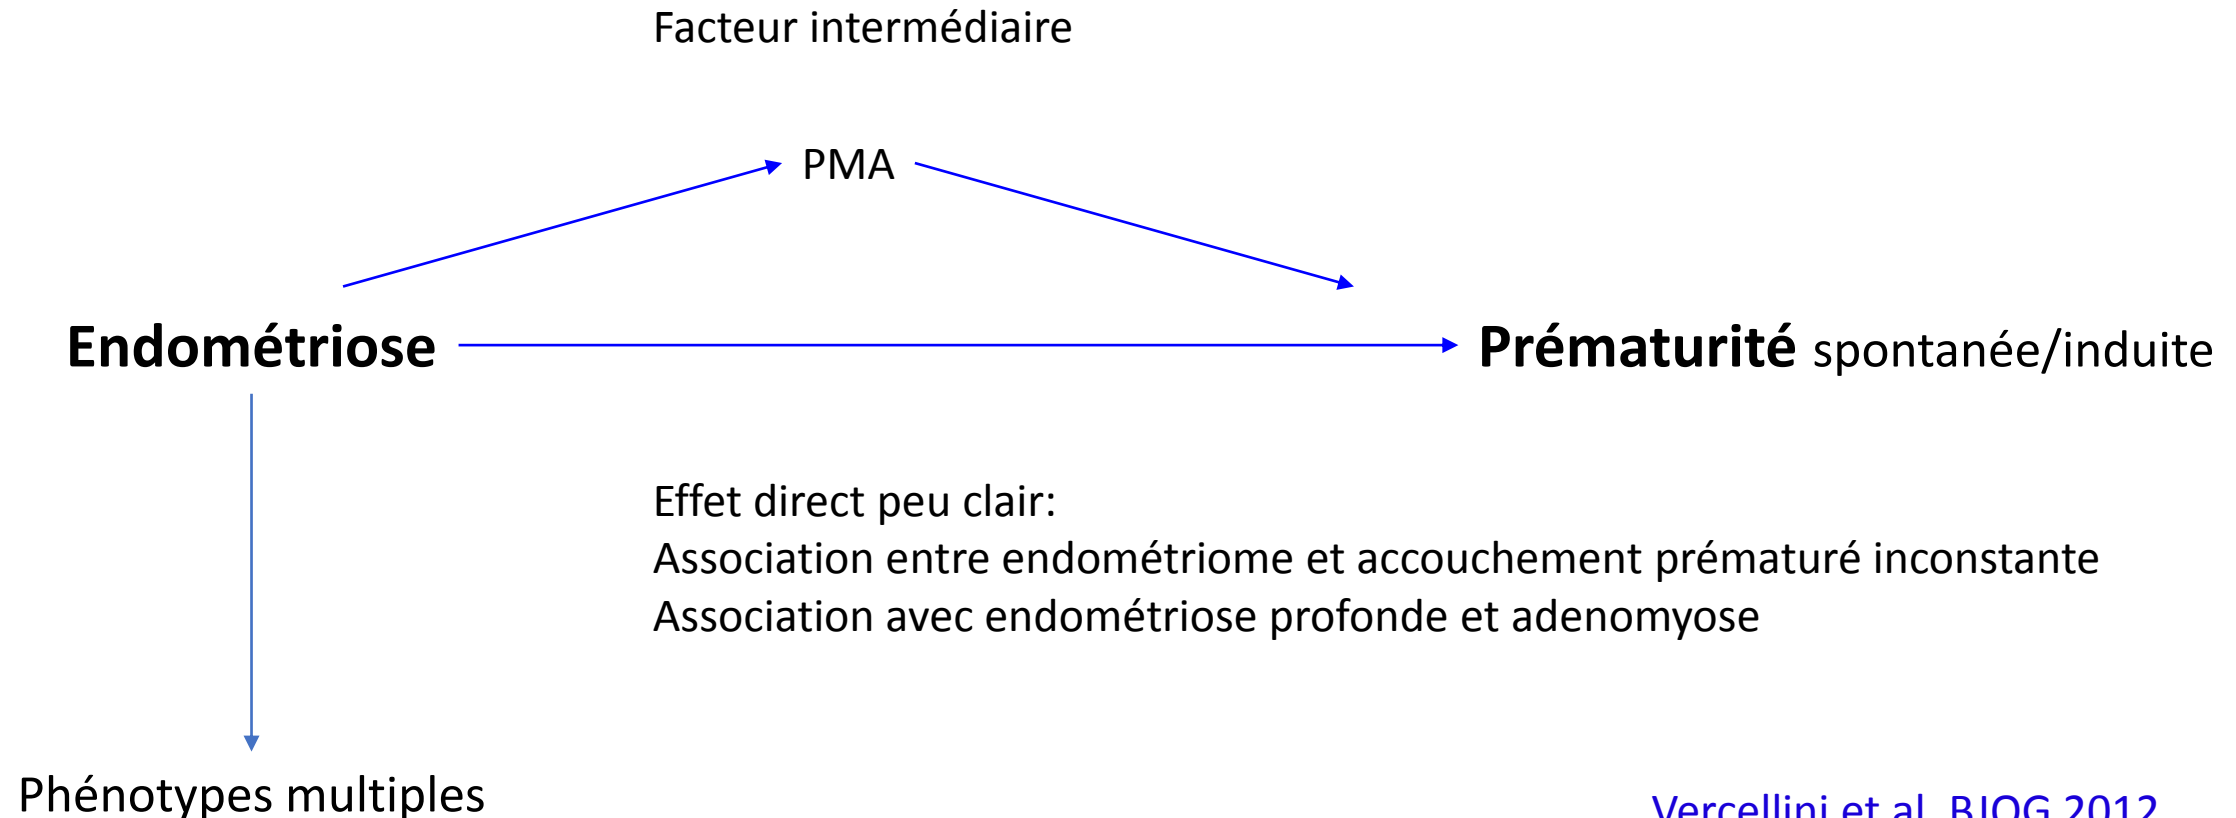 Facteur intermédiaire
PMA
Endométriose
Prématurité spontanée/induite
Effet direct peu clair:
Association entre endométriome et accouchement prématuré inconstante
Association avec endométriose profonde et adenomyose
Phénotypes multiples
Vercellini et al. BJOG 2012